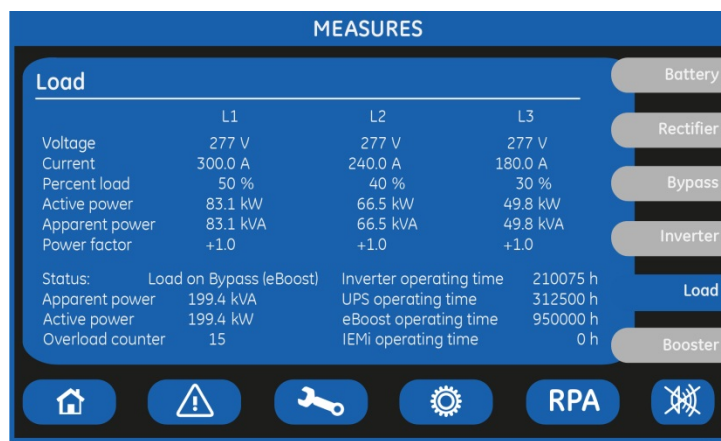 MEASURES
Load
Battery
Rectifier
Bypass
Inverter
Load
Booster
L1 L2 L3
Voltage 277 V 277 V 277 V
Current 300.0 A 240.0 A 180.0 A
Percent load 50 % 40 % 30 %
Active power 83.1 kW 66.5 kW 49.8 kW
Apparent power 83.1 kVA 66.5 kVA 49.8 kVA
Power factor +1.0 +1.0 +1.0
Status: Load on Bypass (eBoost) Inverter operating time 210075 h
Apparent power 199.4 kVA UPS operating time 312500 h
Active power 199.4 kW eBoost operating time 950000 h
Overload counter 15 IEMi operating time 0 h
RPA